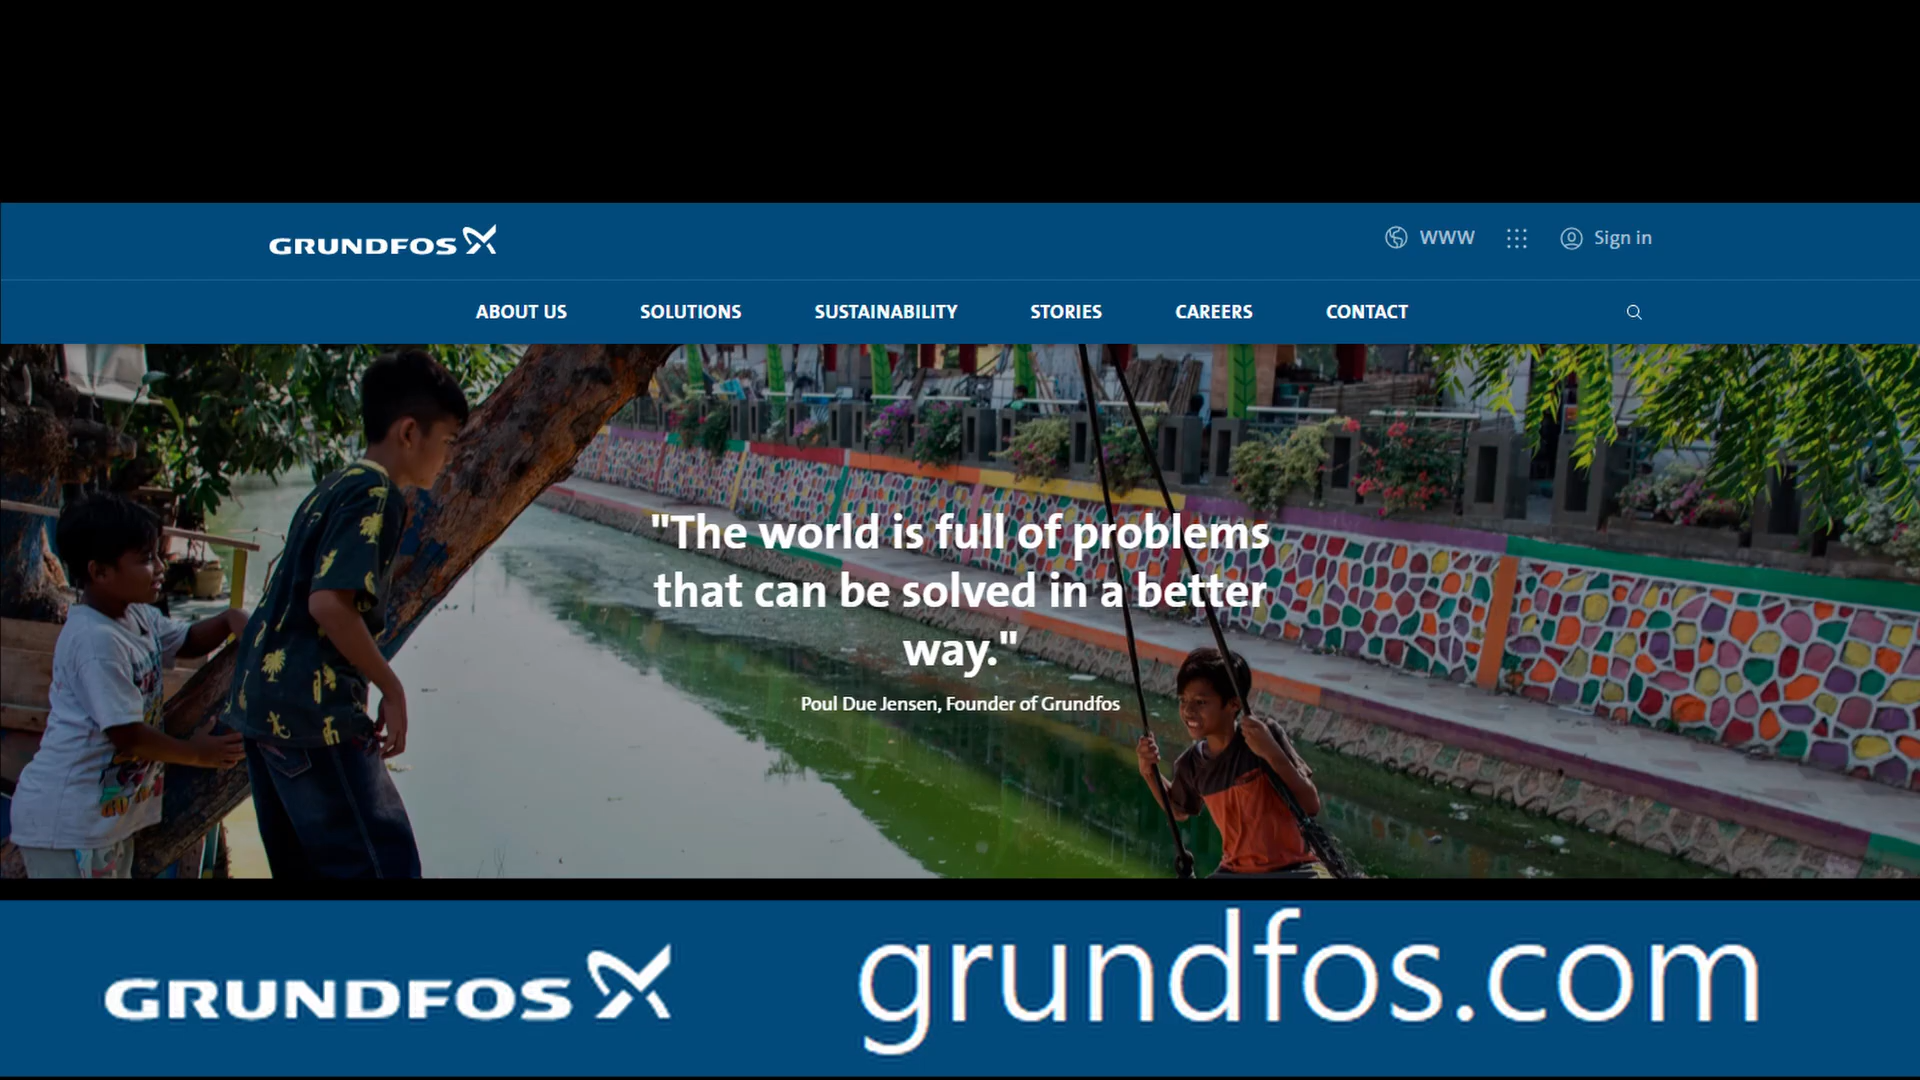 GRUNDFOS
WWW
Sign in
ABOUT US SOLUTIONS SUSTAINABILITY STORIES CAREERS CONTACT
"The world is full of problems
that can be solved in a better
way."
Poul Due Jensen, Founder of Grundfos
GRUNDFOS
grundfos.com